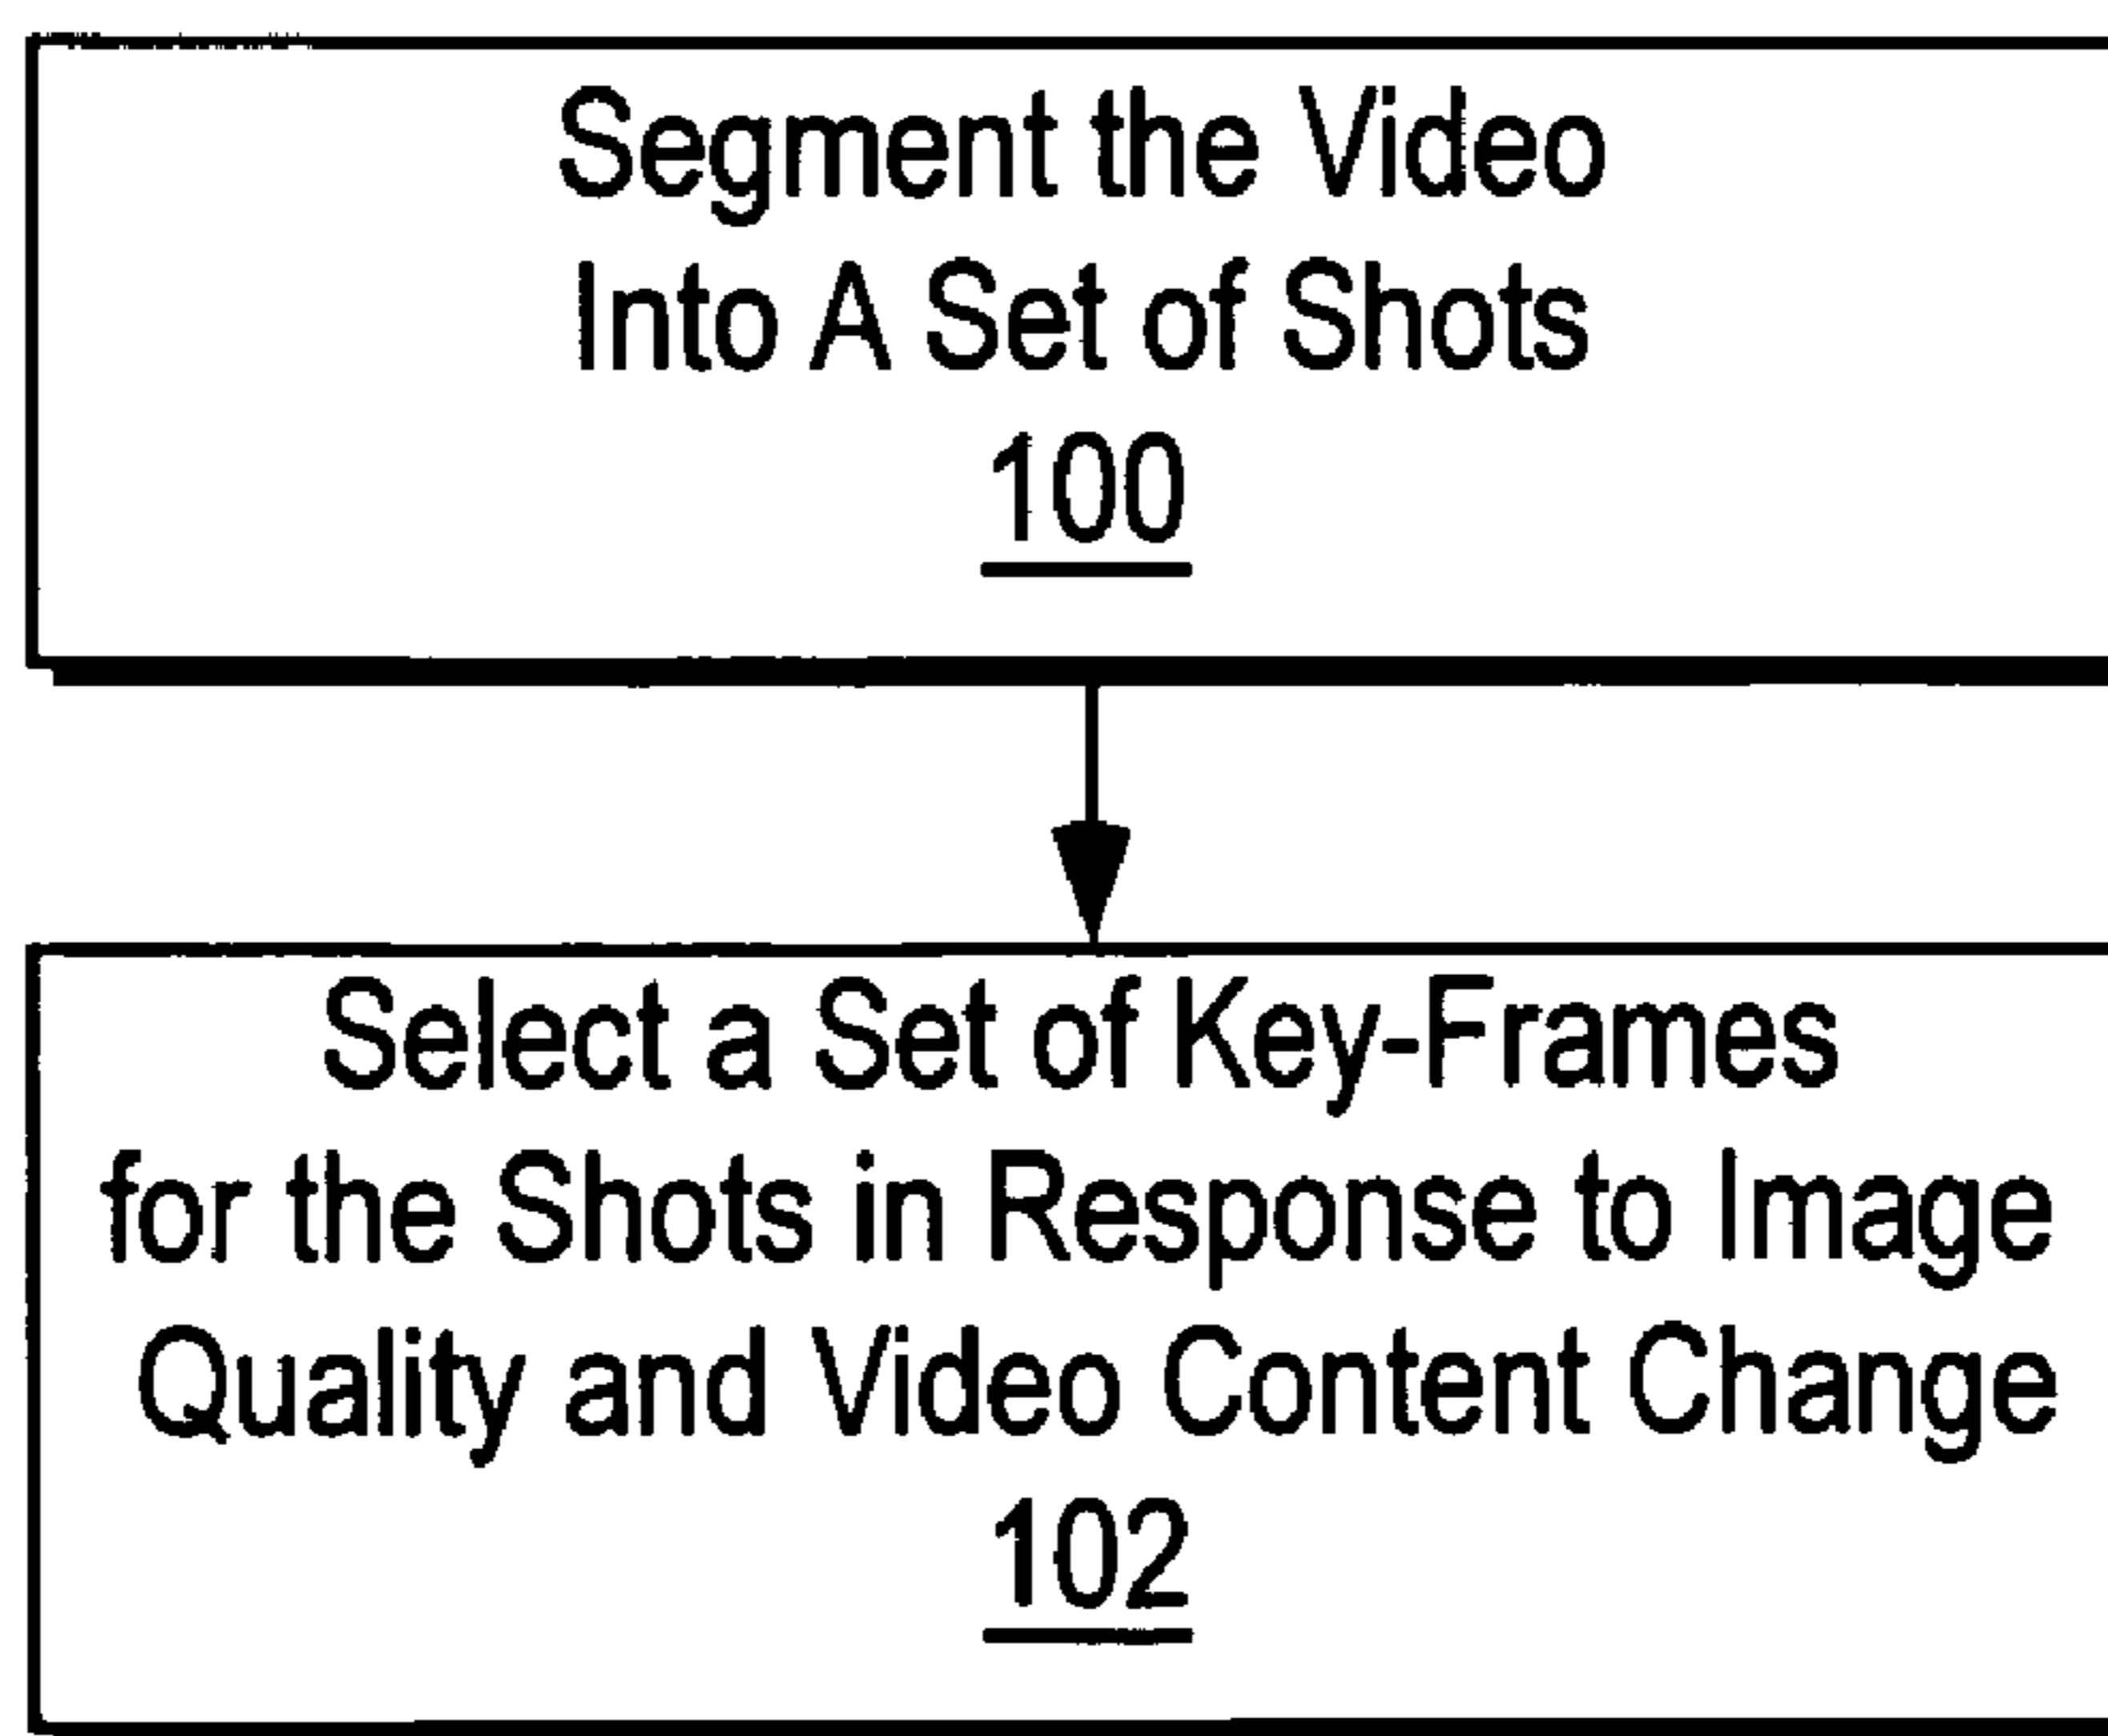 Segment the Video
Into A Set of Shots
100
Select a Set of Key-Frames
for the Shots in Response to Image
Quality and Video Content Change
102